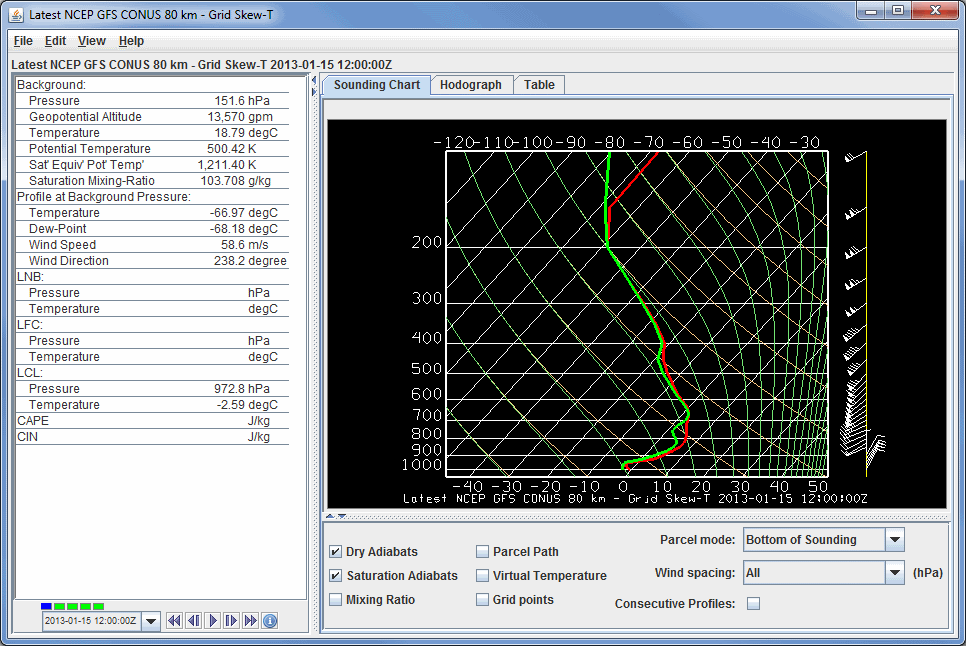 Latest NCEP GFS CONUS 80 km - Grid Skew-T
File Edit View Help
Latest NCEP GFS CONUS 80 km - Grid Skew-T 2013-01-15 12:00:00Z
Background:
Pressure 151.6 hPa
Geopotential Altitude 13,570 gpm
Temperature 18.79 degC
Potential Temperature 500.42 K
Sat' Equiv' Pot' Temp' 1,211.40 K
Saturation Mixing-Ratio 103.708 g/kg
Profile at Background Pressure:
Temperature -66.97 degC
Dew-Point -68.18 degC
Wind Speed 58.6 m/s
Wind Direction 238.2 degree
LNB:
Pressure hPa
Temperature degC
LFC:
Pressure hPa
Temperature degC
LCL:
Pressure 972.8 hPa
Temperature -2.59 degC
CAPE J/kg
CIN J/kg
2013-01-15 12:00:00Z
Sounding Chart Hodograph Table
-120 -110 -100 -90 -80 -70 -60 -50 -40 -30
200
300
400
500
600
700
800
900
1000
-40 -30 -20 -10 0 10 20 30 40 50
Latest NCEP GFS CONUS 80 km - Grid Skew-T 2013-01-15 12:00:00Z
Dry Adiabats Parcel Path Parcel mode: Bottom of Sounding
Saturation Adiabats Virtual Temperature Wind spacing: All (hPa)
Mixing Ratio Grid points Consecutive Profiles: